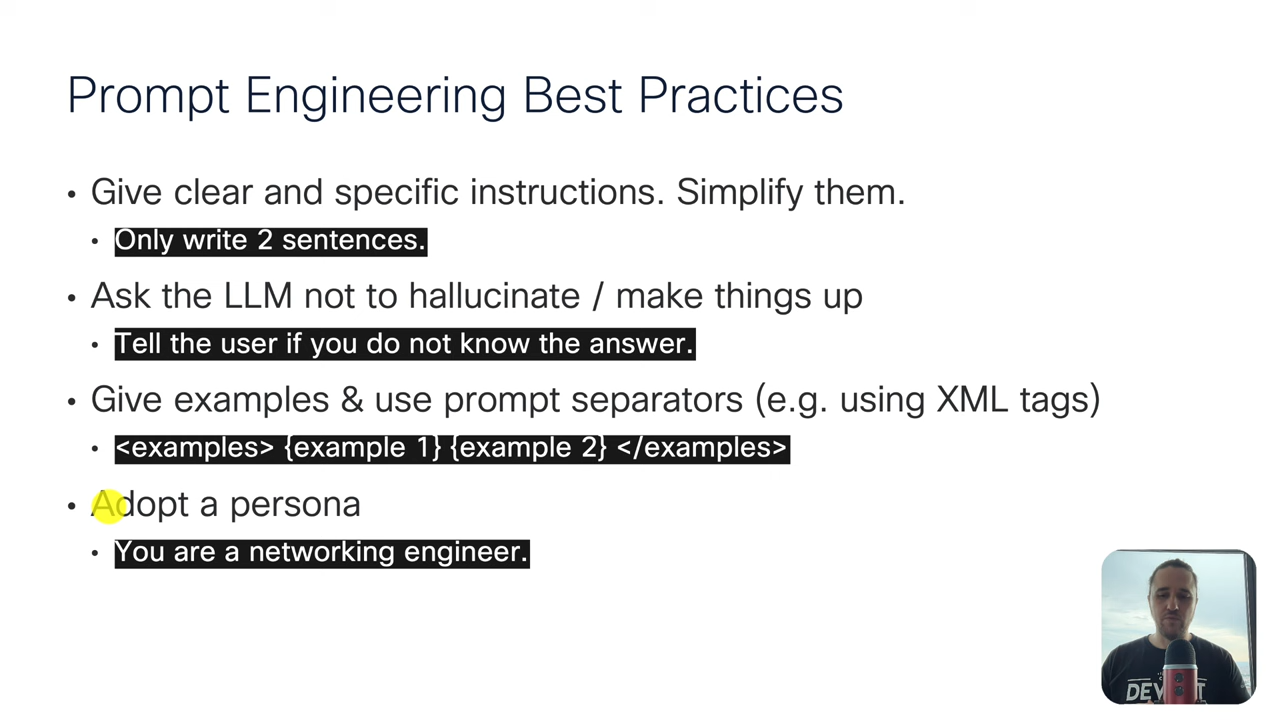 Prompt Engineering Best Practices
• Give clear and specific instructions. Simplify them.
• Only write 2 sentences.
• Ask the LLM not to hallucinate / make things up
• Tell the user if you do not know the answer.
• Give examples & use prompt separators (e.g. using XML tags)
• <examples> {example 1} {example 2} </examples>
• Adopt a persona
• You are a networking engineer.